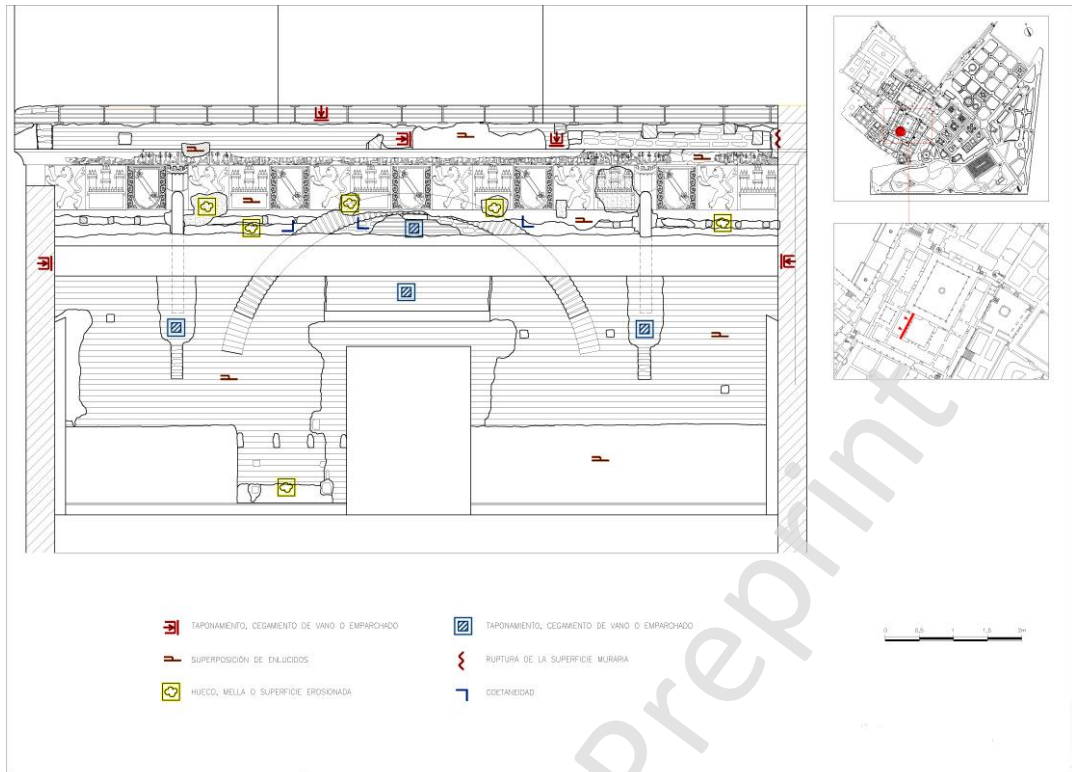 TAPONAMIENTO, CEGAMIENTO DE VANO O EMPARCHADO
TAPONAMIENTO, CEGAMIENTO DE VANO O EMPARCHADO
SUPERPOSICIÓN DE ENLUCIDOS
RUPTURA DE LA SUPERFICIE MURARIA
HUECO, MELLA O SUPERFICIE EROSIONADA
COETANEIDAD
0 0,5 1 1,5 2m
Preprint